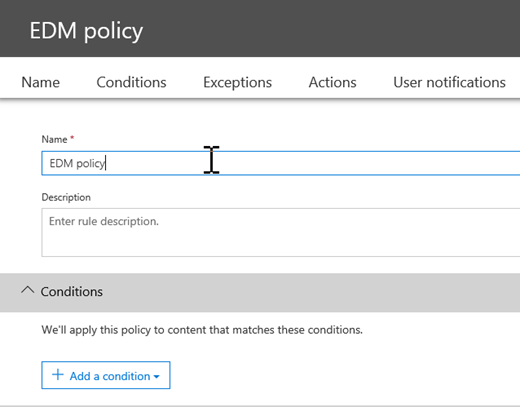 EDM policy
Name Conditions Exceptions Actions User notifications
Name *
EDM policy
Description
Enter rule description.
Conditions
We'll apply this policy to content that matches these conditions.
Add a condition